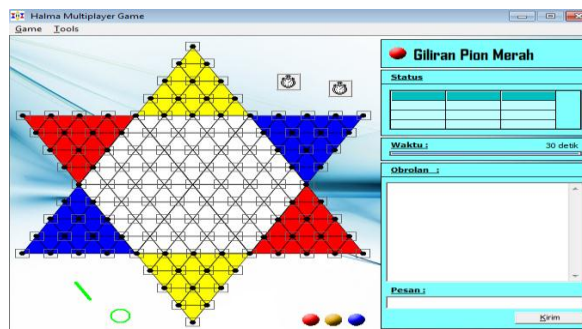 Halma Multiplayer Game
Game Tools
Giliran Pion Merah
Status
Waktu : 30 detik
Obrolan :
Pesan :
Kirim